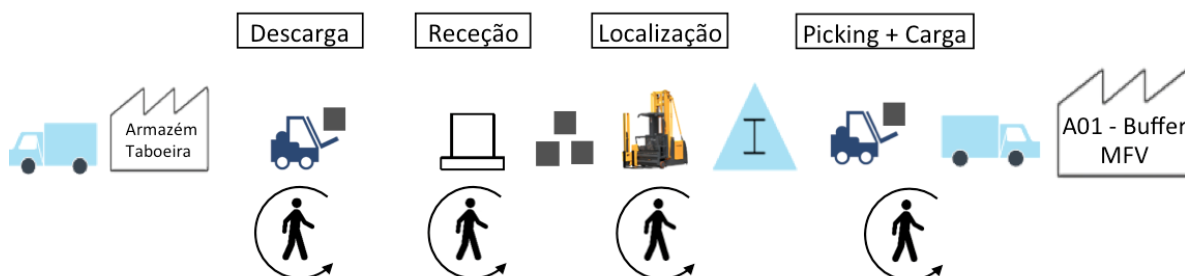 Descarga
Receção
Localização
Picking + Carga
Armazém
Taboeira
I
A01 - Buffer
MFV